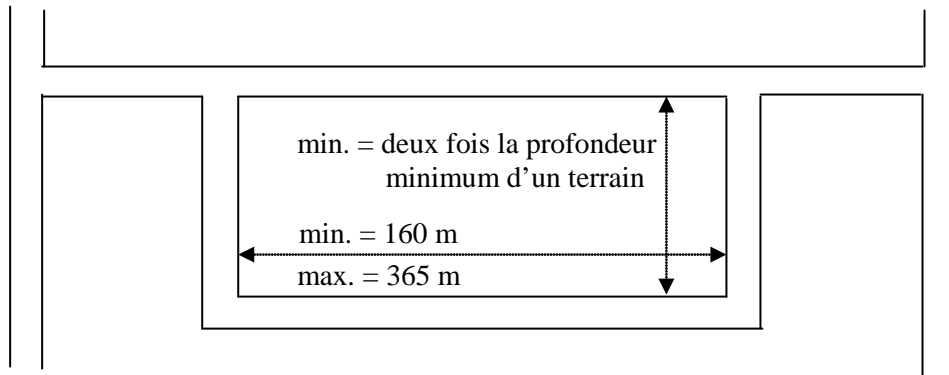 min. = deux fois la profondeur
minimum d'un terrain
min. = 160 m
max. = 365 m